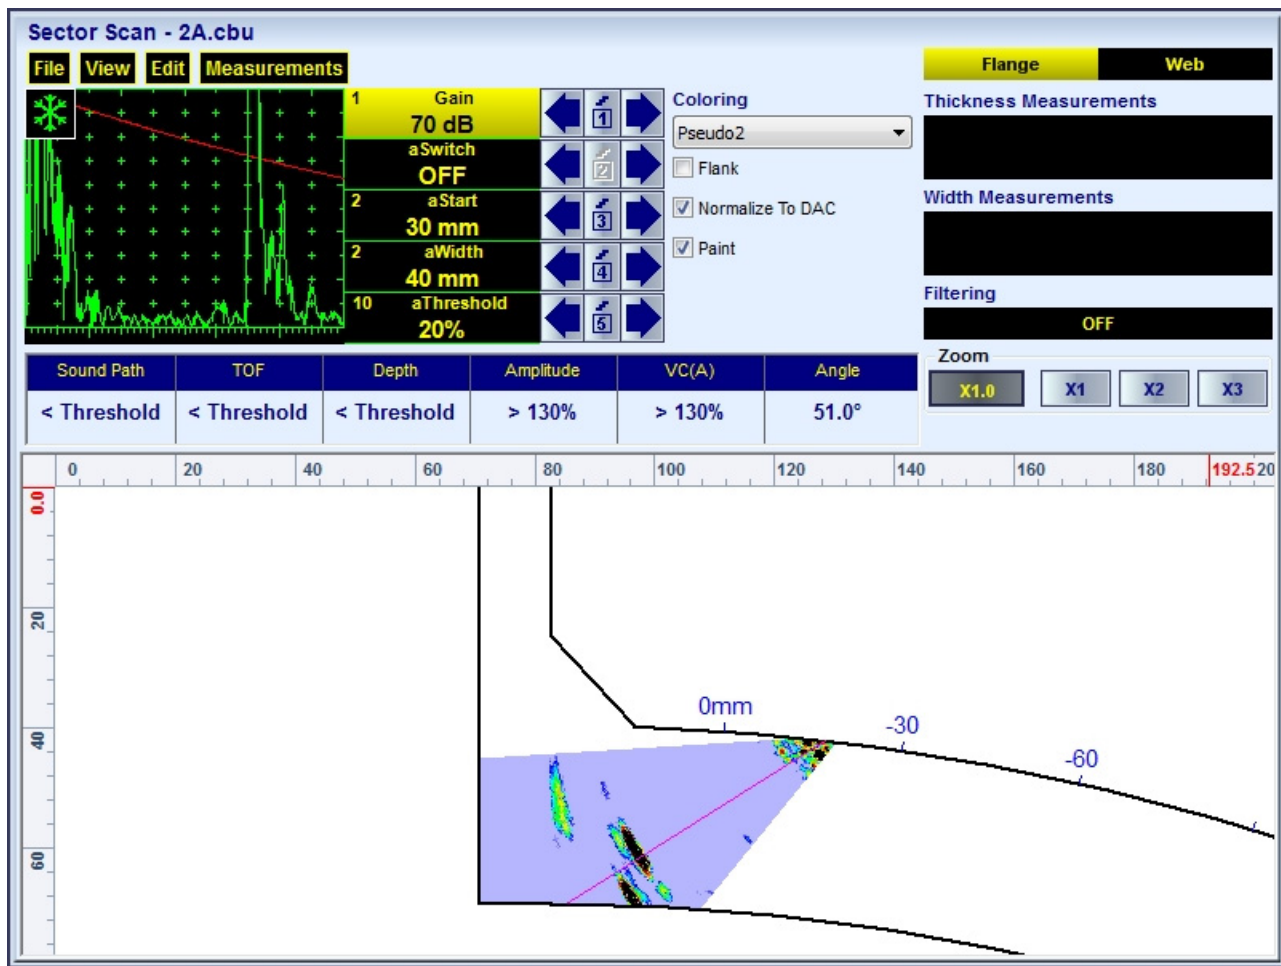 Sector Scan - 2A.cbu
File View Edit Measurements
Flange Web
1 Gain
70 dB
1
aSwitch
OFF
2
2 aStart
30 mm
3
2 aWidth
40 mm
4
10 aThreshold
20%
5
Coloring
Pseudo2
Flank
Normalize To DAC
Paint
Thickness Measurements
Width Measurements
Filtering
OFF
Zoom
X1.0 X1 X2 X3
Sound Path TOF Depth Amplitude VC(A) Angle
< Threshold < Threshold < Threshold > 130% > 130% 51.0°
0 20 40 60 80 100 120 140 160 180 192.5 20
0.0
20
40
60
0mm
-30
-60